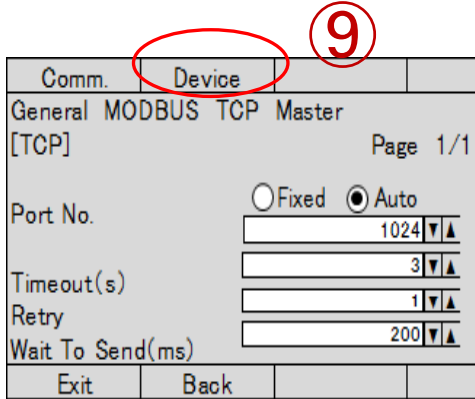 ⑨
Comm. Device
General MODBUS TCP Master
[TCP] Page 1/1
Fixed Auto
Port No.
1024 ▼▲
3 ▼▲
Timeout(s)
1 ▼▲
Retry
200 ▼▲
Wait To Send(ms)
Exit Back